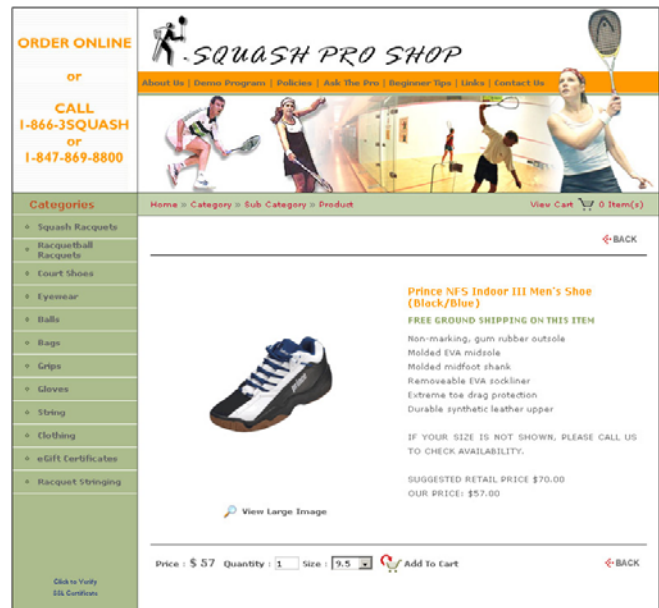 ORDER ONLINE
or
CALL
1-866-3SQUASH
or
1-847-869-8800
SQUASH PRO SHOP
About Us | Demo Program | Policies | Ask The Pro | Beginner Tips | Links | Contact Us
Categories
Squash Racquets
Racquetball
Racquets
Court Shoes
Eyewear
Balls
Bags
Grips
Gloves
String
Clothing
eGift Certificates
Racquet Stringing
Click to Verify
SSL Certificate
Home » Category » Sub Category » Product
View Cart 0 Item(s)
BACK
Prince NFS Indoor III Men's Shoe
(Black/Blue)
FREE GROUND SHIPPING ON THIS ITEM
Non-marking, gum rubber outsole
Molded EVA midsole
Molded midfoot shank
Removeable EVA sockliner
Extreme toe drag protection
Durable synthetic leather upper
IF YOUR SIZE IS NOT SHOWN, PLEASE CALL US
TO CHECK AVAILABILITY.
SUGGESTED RETAIL PRICE $70.00
OUR PRICE: $57.00
prince
View Large Image
Price : $ 57 Quantity : 1 Size : 9.5 Add To Cart
BACK